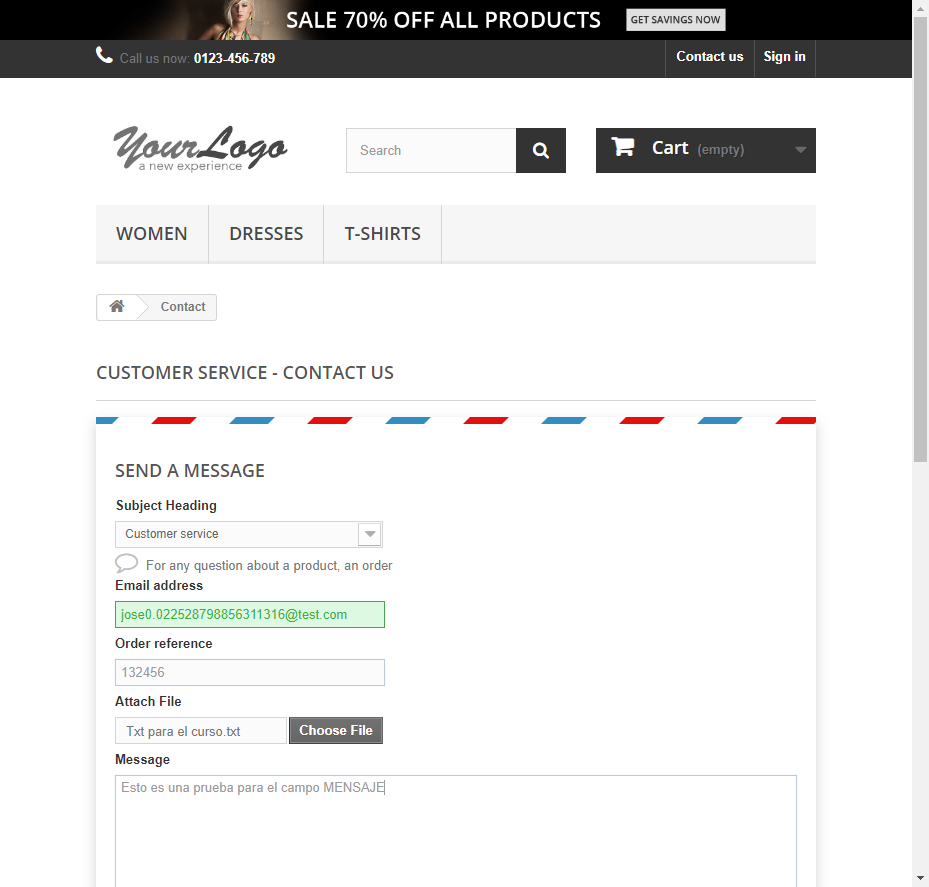 SALE 70% OFF ALL PRODUCTS GET SAVINGS NOW
Call us now: 0123-456-789 Contact us Sign in
YourLogo
a new experience
Search
Cart (empty)
WOMEN DRESSES T-SHIRTS
Contact
CUSTOMER SERVICE - CONTACT US
SEND A MESSAGE
Subject Heading
Customer service
For any question about a product, an order
Email address
jose0.022528798856311316@test.com
Order reference
132456
Attach File
Txt para el curso.txt Choose File
Message
Esto es una prueba para el campo MENSAJE